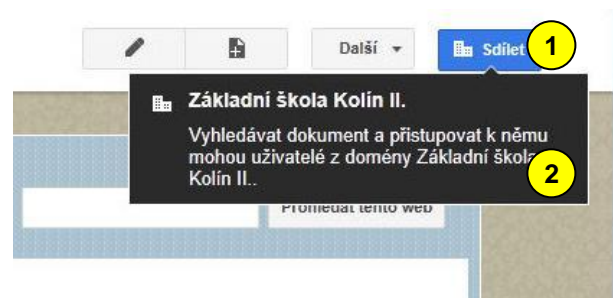 Další
Sdílet
1
Základní škola Kolín II.
Vyhledávat dokument a přistupovat k němu
mohou uživatelé z domény Základní škola
Kolín II..
2
Prohledat tento web